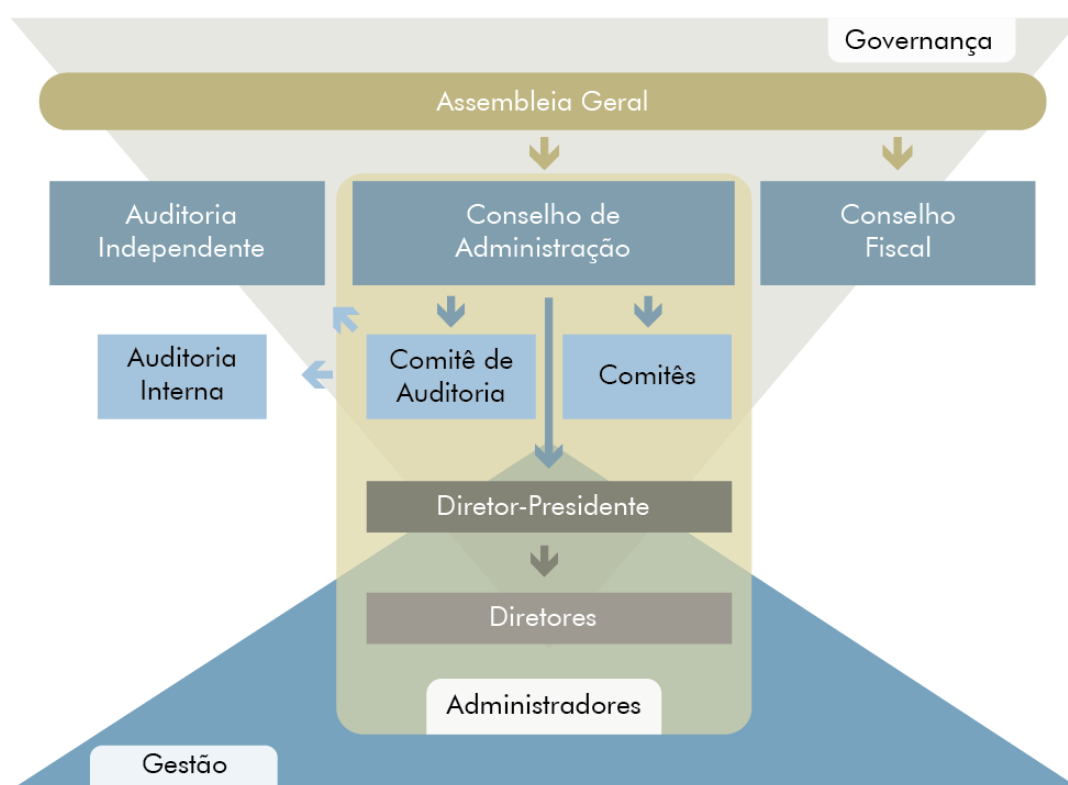 Governança
Assembleia Geral
Auditoria
Independente
Conselho de
Administração
Conselho
Fiscal
Auditoria
Interna
Comitê de
Auditoria
Comitês
Diretor-Presidente
Diretores
Administradores
Gestão